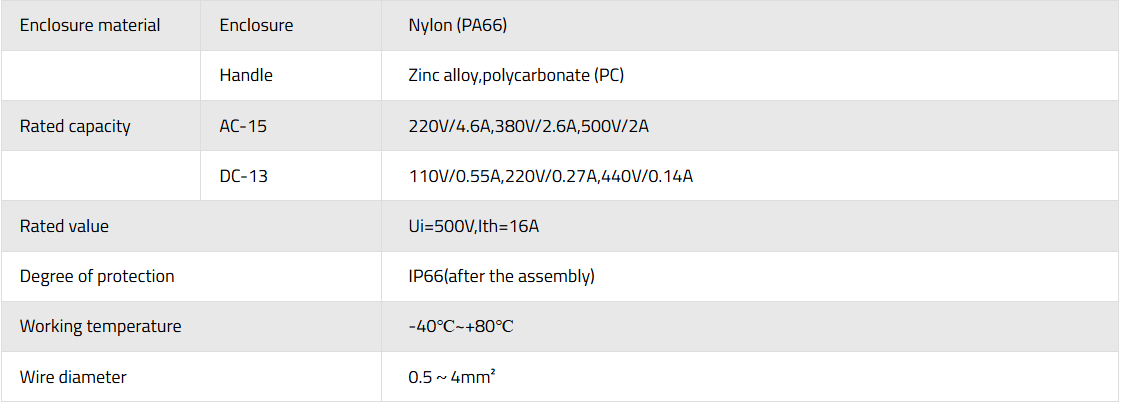 Enclosure material Enclosure Nylon (PA66)
Handle Zinc alloy,polycarbonate (PC)
Rated capacity AC-15 220V/4.6A,380V/2.6A,500V/2A
DC-13 110V/0.55A,220V/0.27A,440V/0.14A
Rated value Ui=500V,Ith=16A
Degree of protection IP66(after the assembly)
Working temperature -40℃~+80℃
Wire diameter 0.5 ~ 4mm²